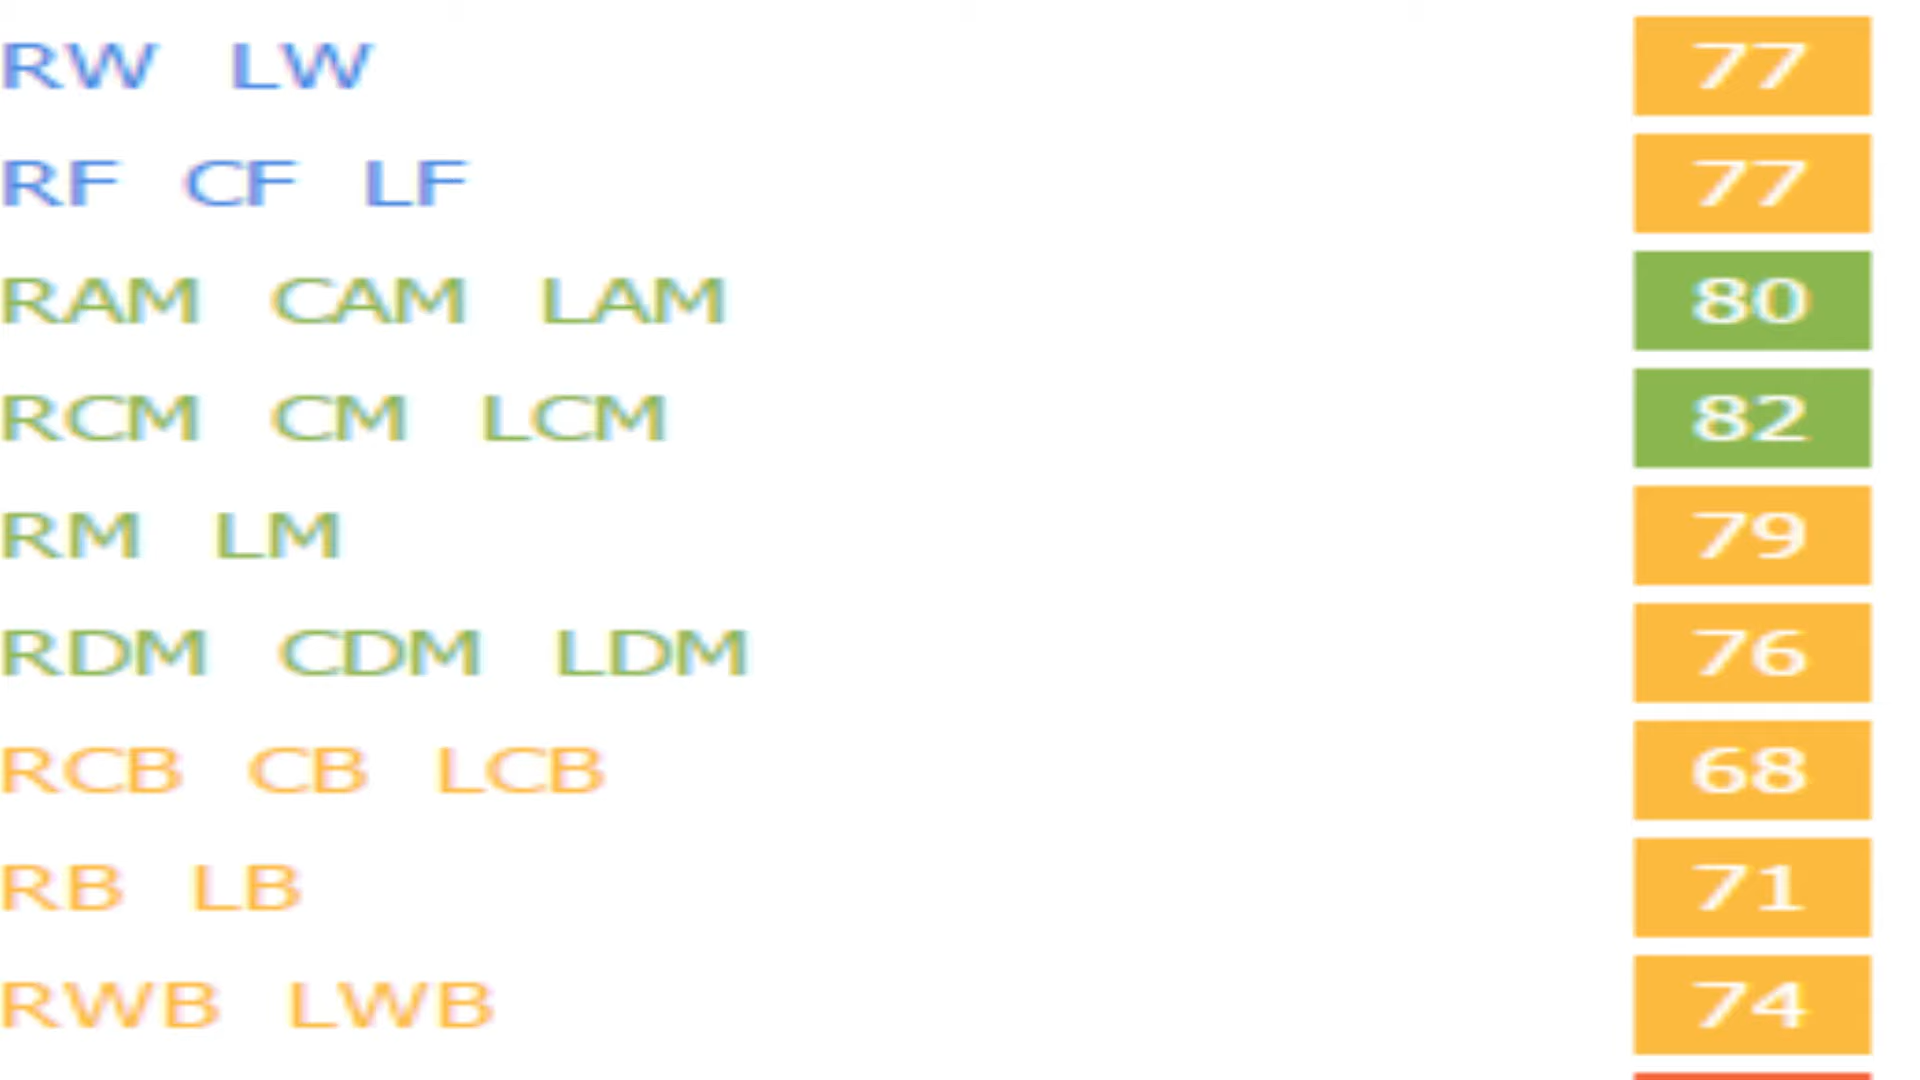 RW LW 77
RF CF LF 77
RAM CAM LAM 80
RCM CM LCM 82
RM LM 79
RDM CDM LDM 76
RCB CB LCB 68
RB LB 71
RWB LWB 74